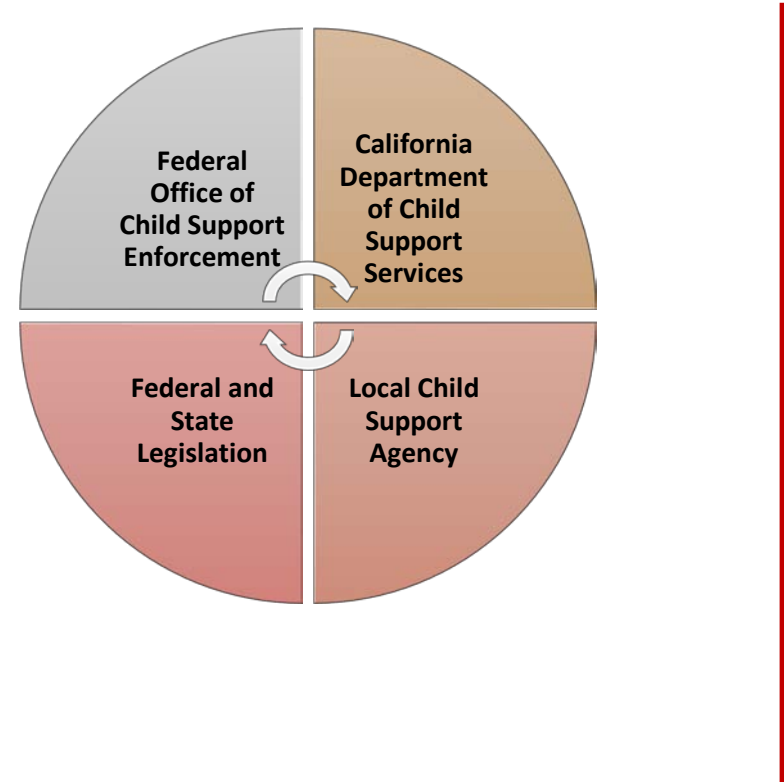 Federal
Office of
Child Support
Enforcement
California
Department
of Child
Support
Services
Federal and
State
Legislation
Local Child
Support
Agency